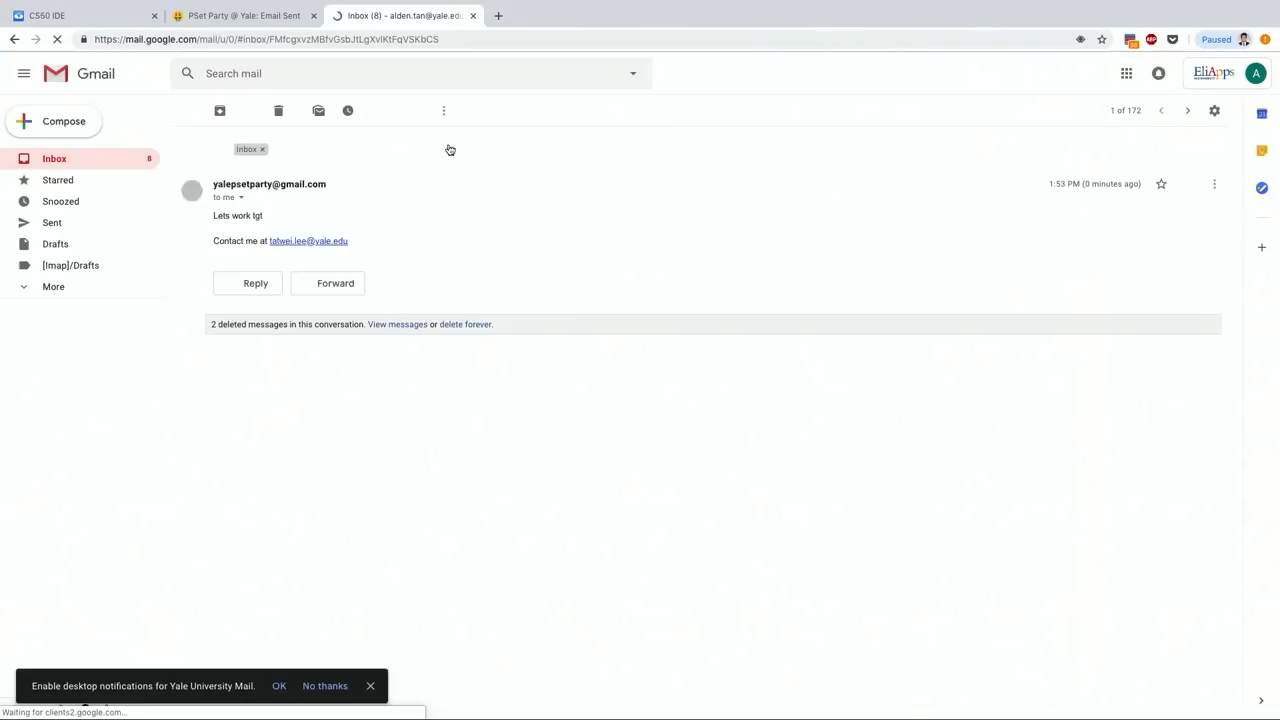 CS50 IDE
PSet Party @ Yale: Email Sent
Inbox (8) - alden.tan@yale.edu
https://mail.google.com/mail/u/0/#inbox/FMfcgxvzMBfvGsbJtLgXvlKtFqVSKbCS
Paused
Gmail
Search mail
EliApps
A
Compose
1 of 172
Inbox 8
Inbox ×
Starred
yalepsetparty@gmail.com
1:53 PM (0 minutes ago)
to me
Snoozed
Lets work tgt
Sent
Contact me at tatwei.lee@yale.edu
Drafts
[Imap]/Drafts
More
Reply
Forward
2 deleted messages in this conversation. View messages or delete forever.
Enable desktop notifications for Yale University Mail. OK No thanks
Waiting for clients2.google.com...